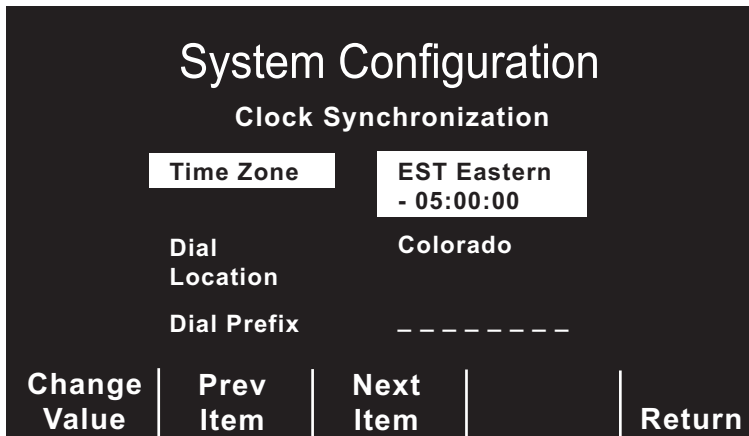 System Configuration
Clock Synchronization
Time Zone EST Eastern
- 05:00:00
Dial Colorado
Location
Dial Prefix _ _ _ _ _ _ _ _
Change Prev Next
Value Item Item Return